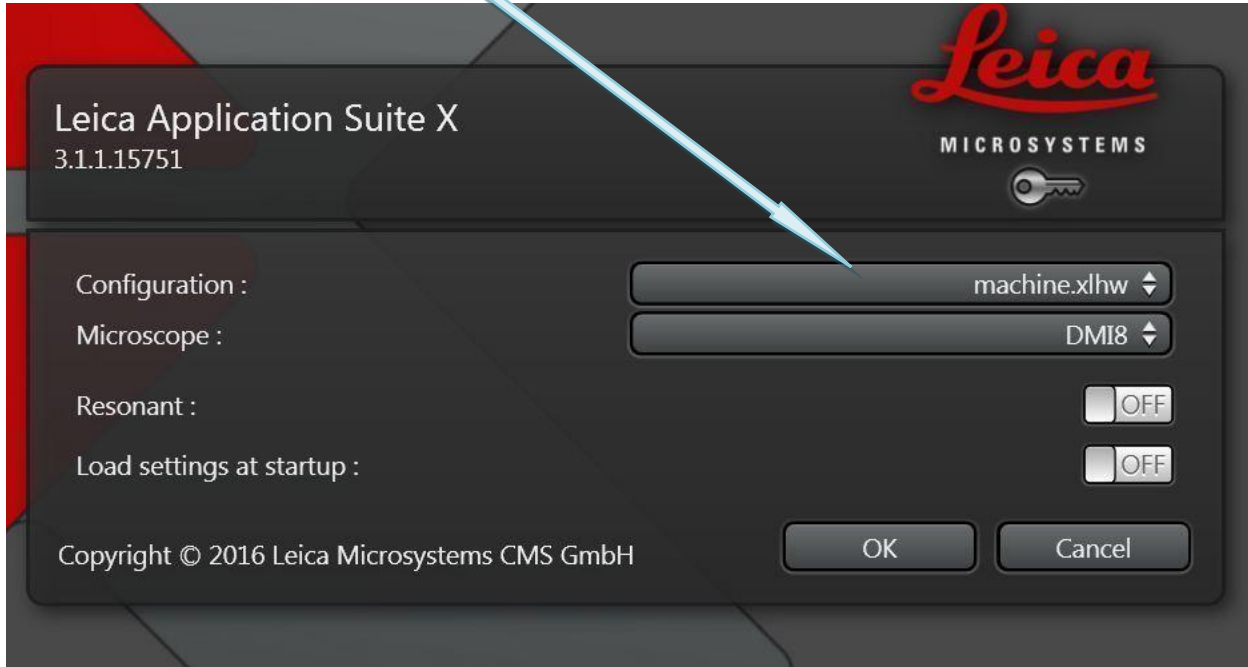 Leica
Leica Application Suite X
3.1.1.15751
MICROSYSTEMS
Configuration :
machine.xlhw
Microscope :
DMI8
Resonant :
OFF
Load settings at startup :
OFF
Copyright © 2016 Leica Microsystems CMS GmbH
OK
Cancel